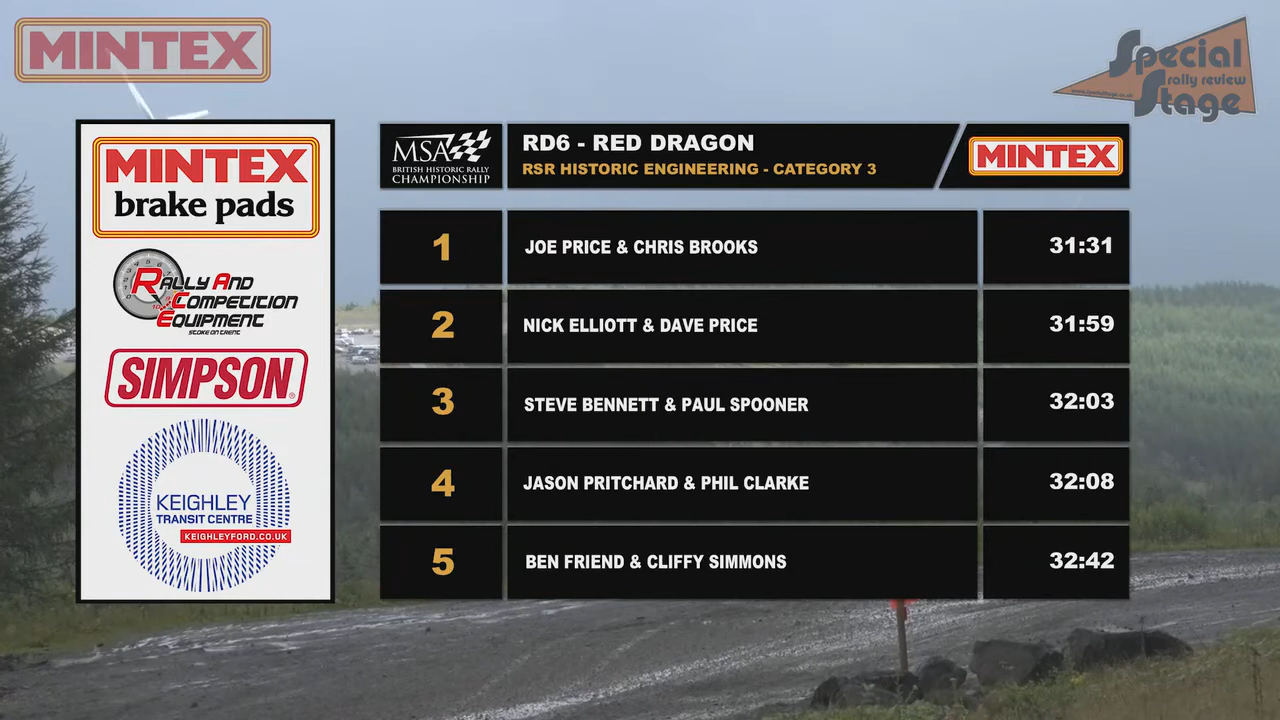 MINTEX
Special
rally review
Stage
MINTEX
brake pads
RALLY AND
COMPETITION
EQUIPMENT
STOKE ON TRENT
SIMPSON
KEIGHLEY
TRANSIT CENTRE
KEIGHLEYFORD.CO.UK
MSA
BRITISH HISTORIC RALLY
CHAMPIONSHIP
RD6 - RED DRAGON
RSR HISTORIC ENGINEERING - CATEGORY 3
MINTEX
1 JOE PRICE & CHRIS BROOKS 31:31
2 NICK ELLIOTT & DAVE PRICE 31:59
3 STEVE BENNETT & PAUL SPOONER 32:03
4 JASON PRITCHARD & PHIL CLARKE 32:08
5 BEN FRIEND & CLIFFY SIMMONS 32:42